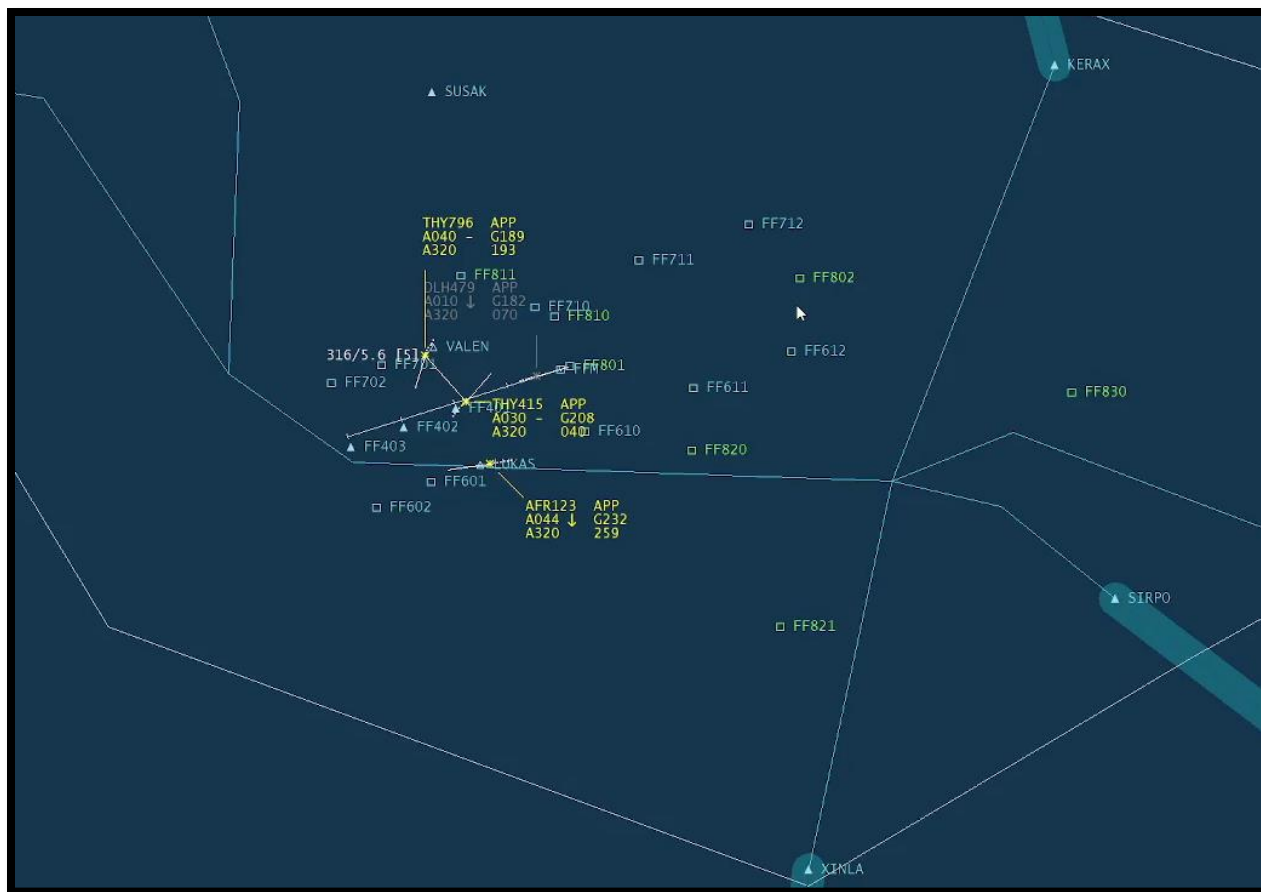 KERAX
SUSAK
THY796 APP
A040 - G189
A320 193
FF712
FF711
FF811
FF802
DLH479 APP
A010 ↓ G182
A320 070
FF710
FF810
VALEN
316/5.6 [5]
FF612
FF701
FF801
FFM
FF702
FF611
FF830
THY415 APP
A030 - G208
A320 040
FF402
FF610
FF403
FF820
LUKAS
FF601
FF602
AFR123 APP
A044 ↓ G232
A320 259
SIRPO
FF821
XINLA